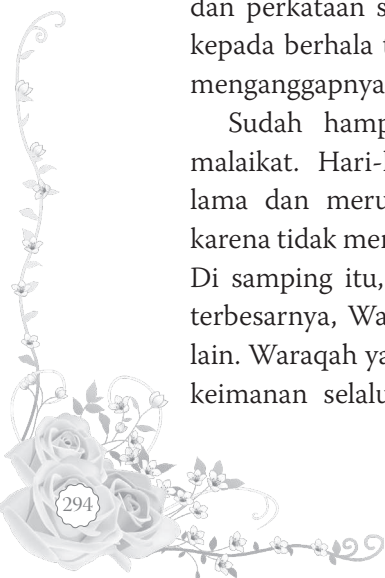 dan perkataan s
kepada berhala t
menganggapnya
Sudah hamp
malaikat. Hari-l
lama dan meru
karena tidak mer
Di samping itu,
terbesarnya, Wa
lain. Waraqah ya
keimanan selalu
294